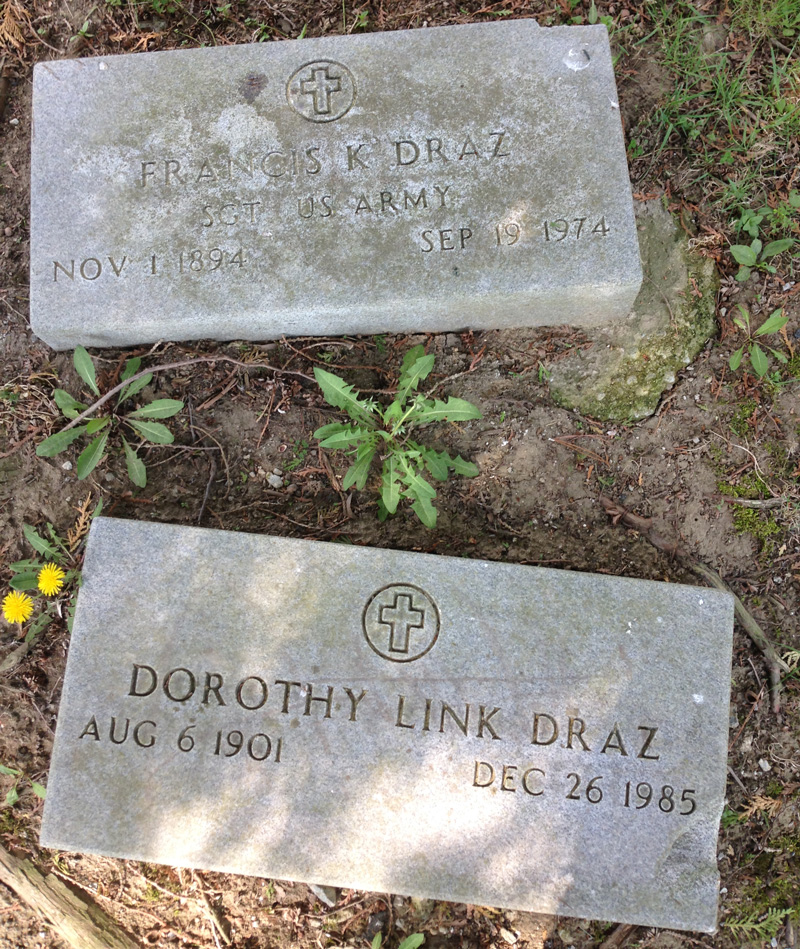 FRANCIS K DRAZ
SGT US ARMY
NOV 1 1894 SEP 19 1974
DOROTHY LINK DRAZ
AUG 6 1901 DEC 26 1985